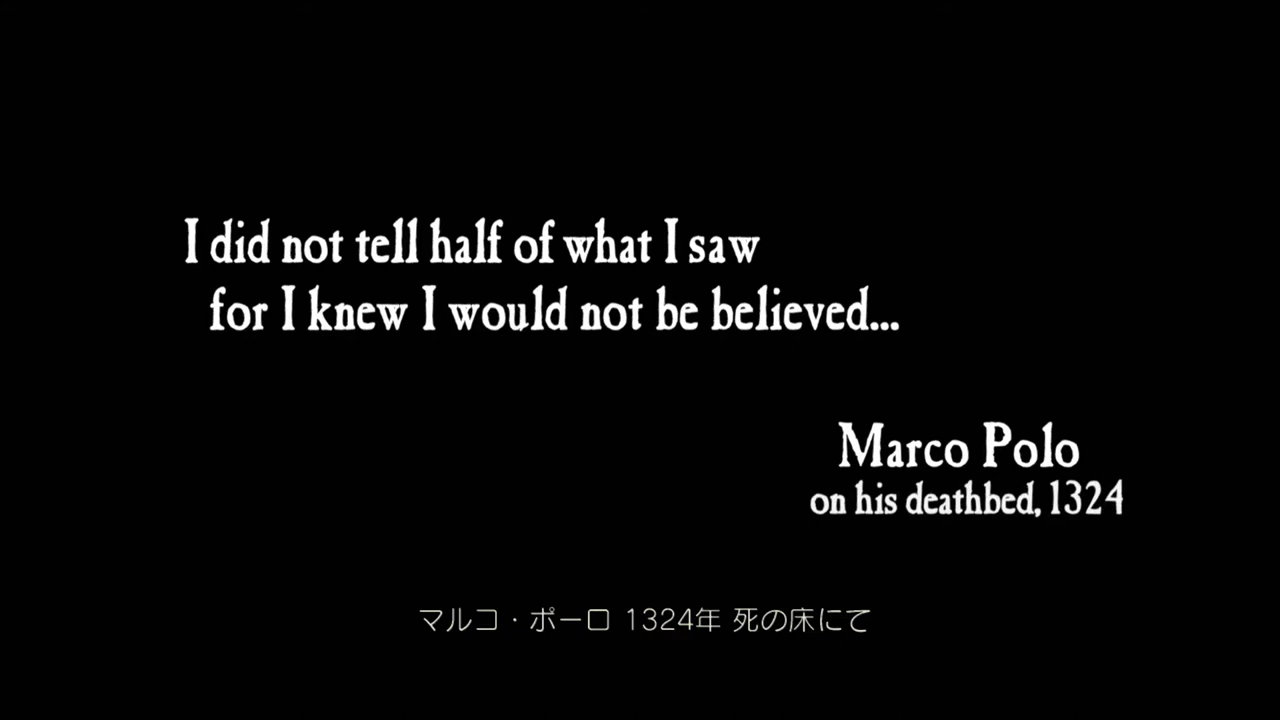 I did not tell half of what I saw
for I knew I would not be believed...
Marco Polo
on his deathbed, 1324
マルコ・ポーロ 1324年 死の床にて